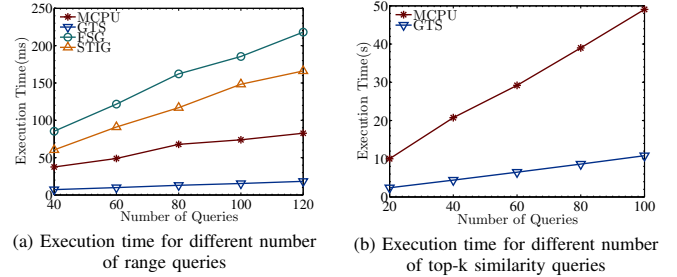 MCPU
GTS
FSG
STIG
250
200
150
100
50
0
40
60
80
100
120
Execution Time(ms)
Number of Queries
(a) Execution time for different number
of range queries
MCPU
GTS
50
40
30
20
10
0
20
40
60
80
100
Execution Time(s)
Number of Queries
(b) Execution time for different number
of top-k similarity queries